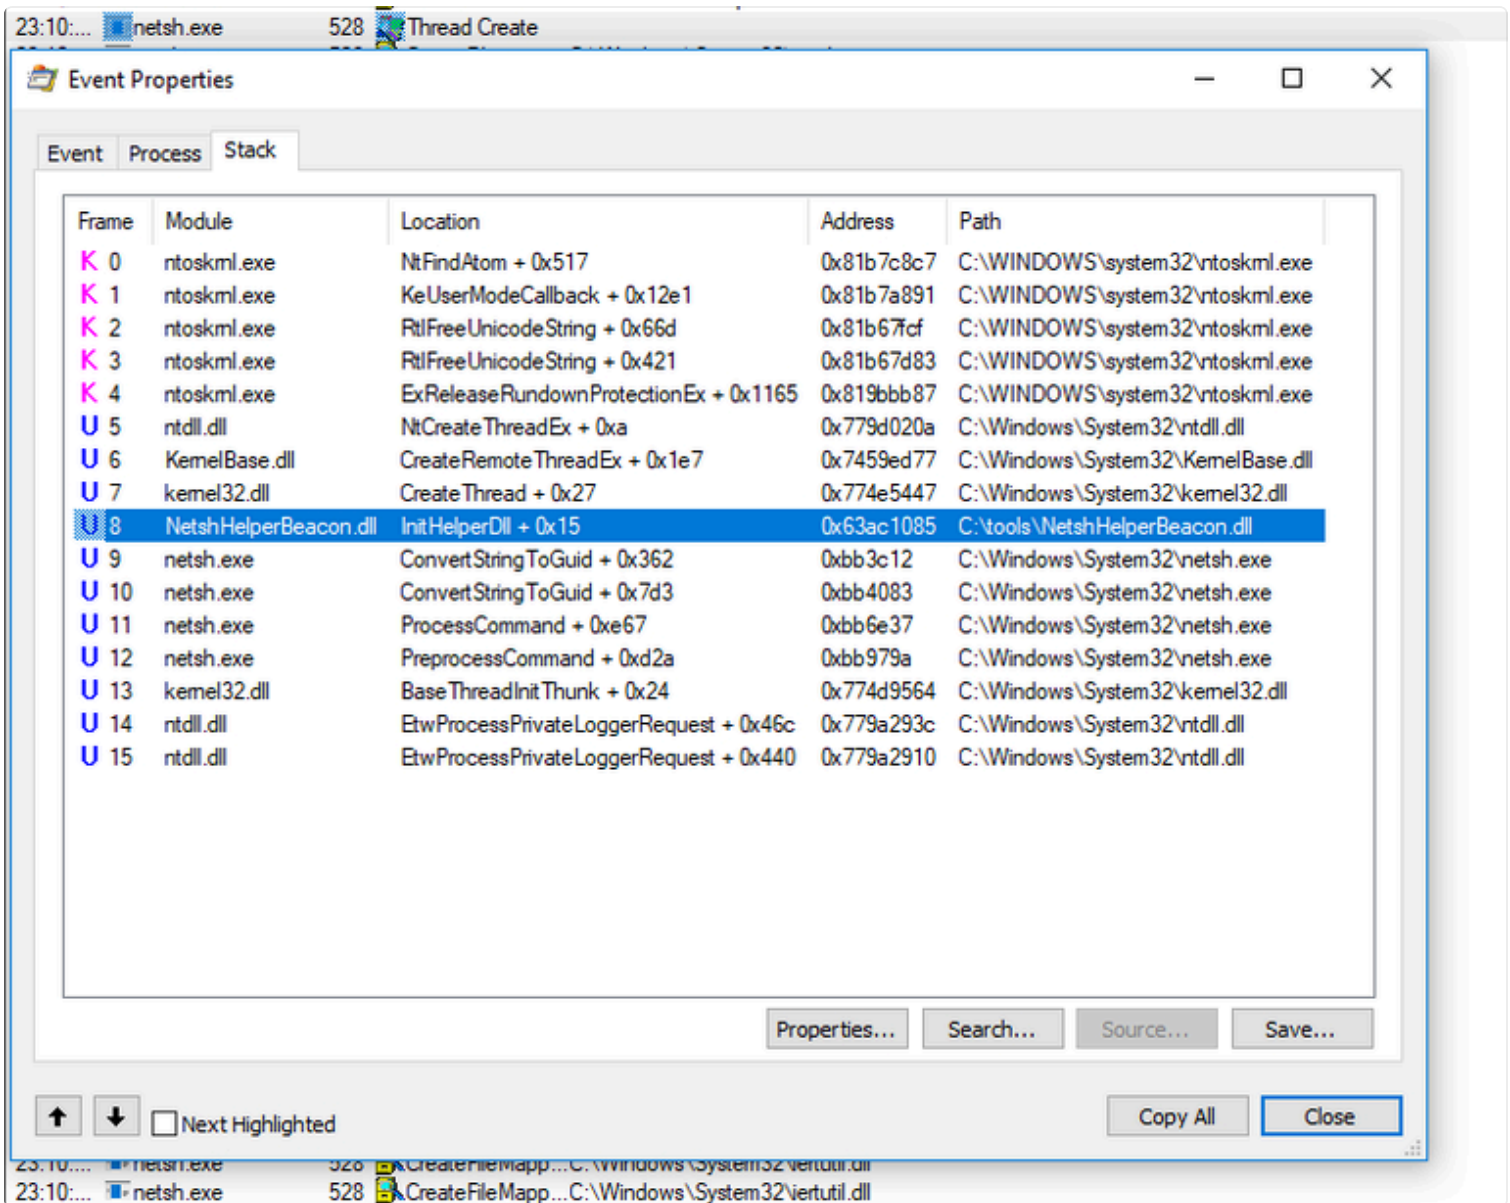 23:10:... netsh.exe 528 Thread Create
Event Properties
Event Process Stack
Frame Module Location Address Path
K 0 ntoskrnl.exe NtFindAtom + 0x517 0x81b7c8c7 C:\WINDOWS\system32\ntoskrnl.exe
K 1 ntoskrnl.exe KeUserModeCallback + 0x12e1 0x81b7a891 C:\WINDOWS\system32\ntoskrnl.exe
K 2 ntoskrnl.exe RtlFreeUnicodeString + 0x66d 0x81b67fcf C:\WINDOWS\system32\ntoskrnl.exe
K 3 ntoskrnl.exe RtlFreeUnicodeString + 0x421 0x81b67d83 C:\WINDOWS\system32\ntoskrnl.exe
K 4 ntoskrnl.exe ExReleaseRundownProtectionEx + 0x1165 0x819bbb87 C:\WINDOWS\system32\ntoskrnl.exe
U 5 ntdll.dll NtCreateThreadEx + 0xa 0x779d020a C:\Windows\System32\ntdll.dll
U 6 KernelBase.dll CreateRemoteThreadEx + 0x1e7 0x7459ed77 C:\Windows\System32\KernelBase.dll
U 7 kernel32.dll CreateThread + 0x27 0x774e5447 C:\Windows\System32\kernel32.dll
U 8 NetshHelperBeacon.dll InitHelperDll + 0x15 0x63ac1085 C:\tools\NetshHelperBeacon.dll
U 9 netsh.exe ConvertStringToGuid + 0x362 0xbb3c12 C:\Windows\System32\netsh.exe
U 10 netsh.exe ConvertStringToGuid + 0x7d3 0xbb4083 C:\Windows\System32\netsh.exe
U 11 netsh.exe ProcessCommand + 0xe67 0xbb6e37 C:\Windows\System32\netsh.exe
U 12 netsh.exe PreprocessCommand + 0xd2a 0xbb979a C:\Windows\System32\netsh.exe
U 13 kernel32.dll BaseThreadInitThunk + 0x24 0x774d9564 C:\Windows\System32\kernel32.dll
U 14 ntdll.dll EtwProcessPrivateLoggerRequest + 0x46c 0x779a293c C:\Windows\System32\ntdll.dll
U 15 ntdll.dll EtwProcessPrivateLoggerRequest + 0x440 0x779a2910 C:\Windows\System32\ntdll.dll
Properties... Search... Source... Save...
Next Highlighted Copy All Close
23:10:... netsh.exe 528 CreateFileMapp...C:\Windows\System32\iertutil.dll
23:10:... netsh.exe 528 CreateFileMapp...C:\Windows\System32\iertutil.dll